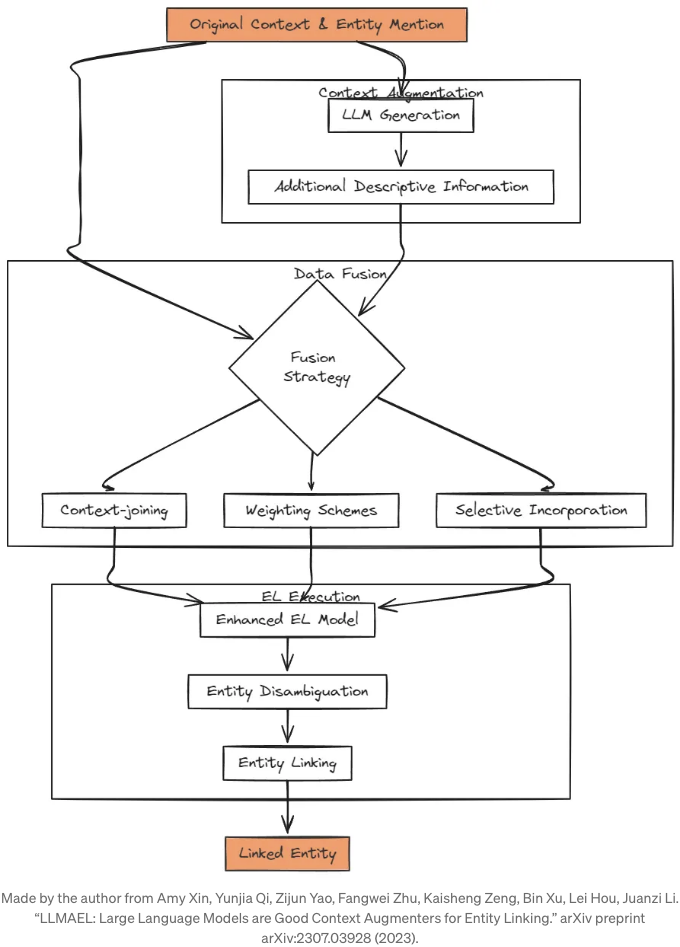 Original Context & Entity Mention
Context Augmentation
LLM Generation
Additional Descriptive Information
Data Fusion
Fusion
Strategy
Context-joining
Weighting Schemes
Selective Incorporation
EL Execution
Enhanced EL Model
Entity Disambiguation
Entity Linking
Linked Entity
Made by the author from Amy Xin, Yunjia Qi, Zijun Yao, Fangwei Zhu, Kaisheng Zeng, Bin Xu, Lei Hou, Juanzi Li.
“LLMAEL: Large Language Models are Good Context Augmenters for Entity Linking.” arXiv preprint
arXiv:2307.03928 (2023).